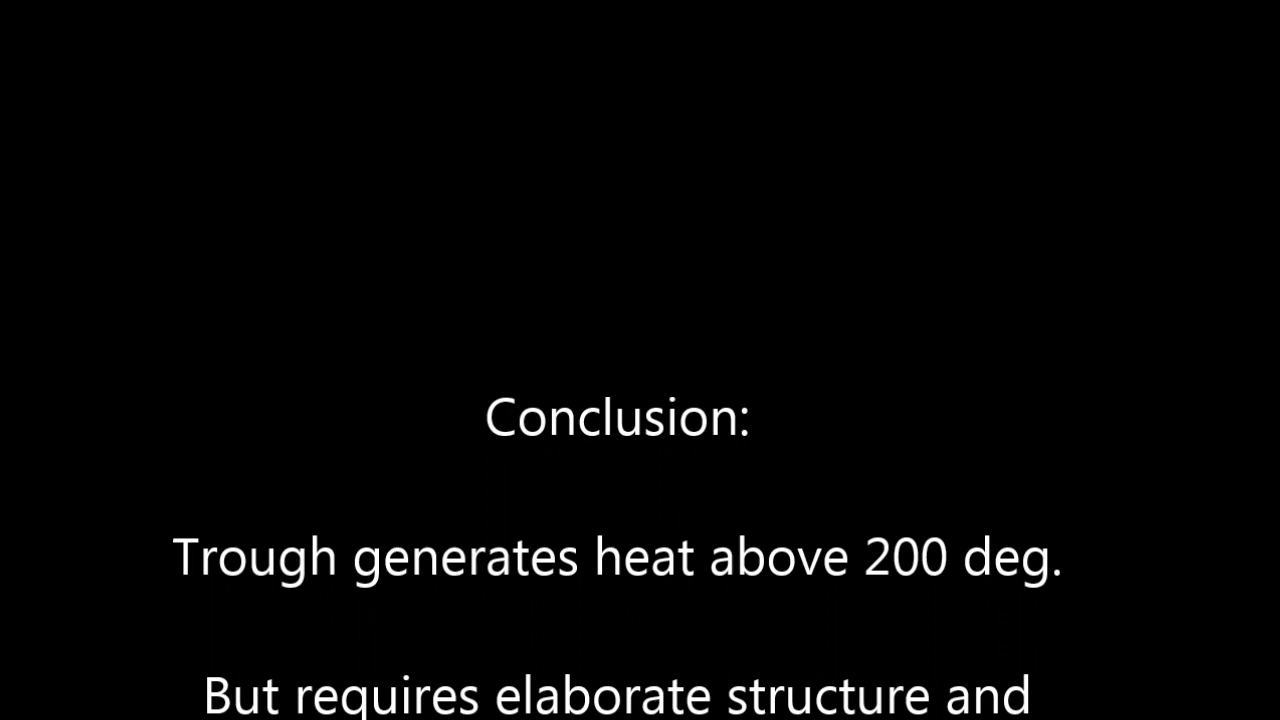 Conclusion:
Trough generates heat above 200 deg.
But requires elaborate structure and